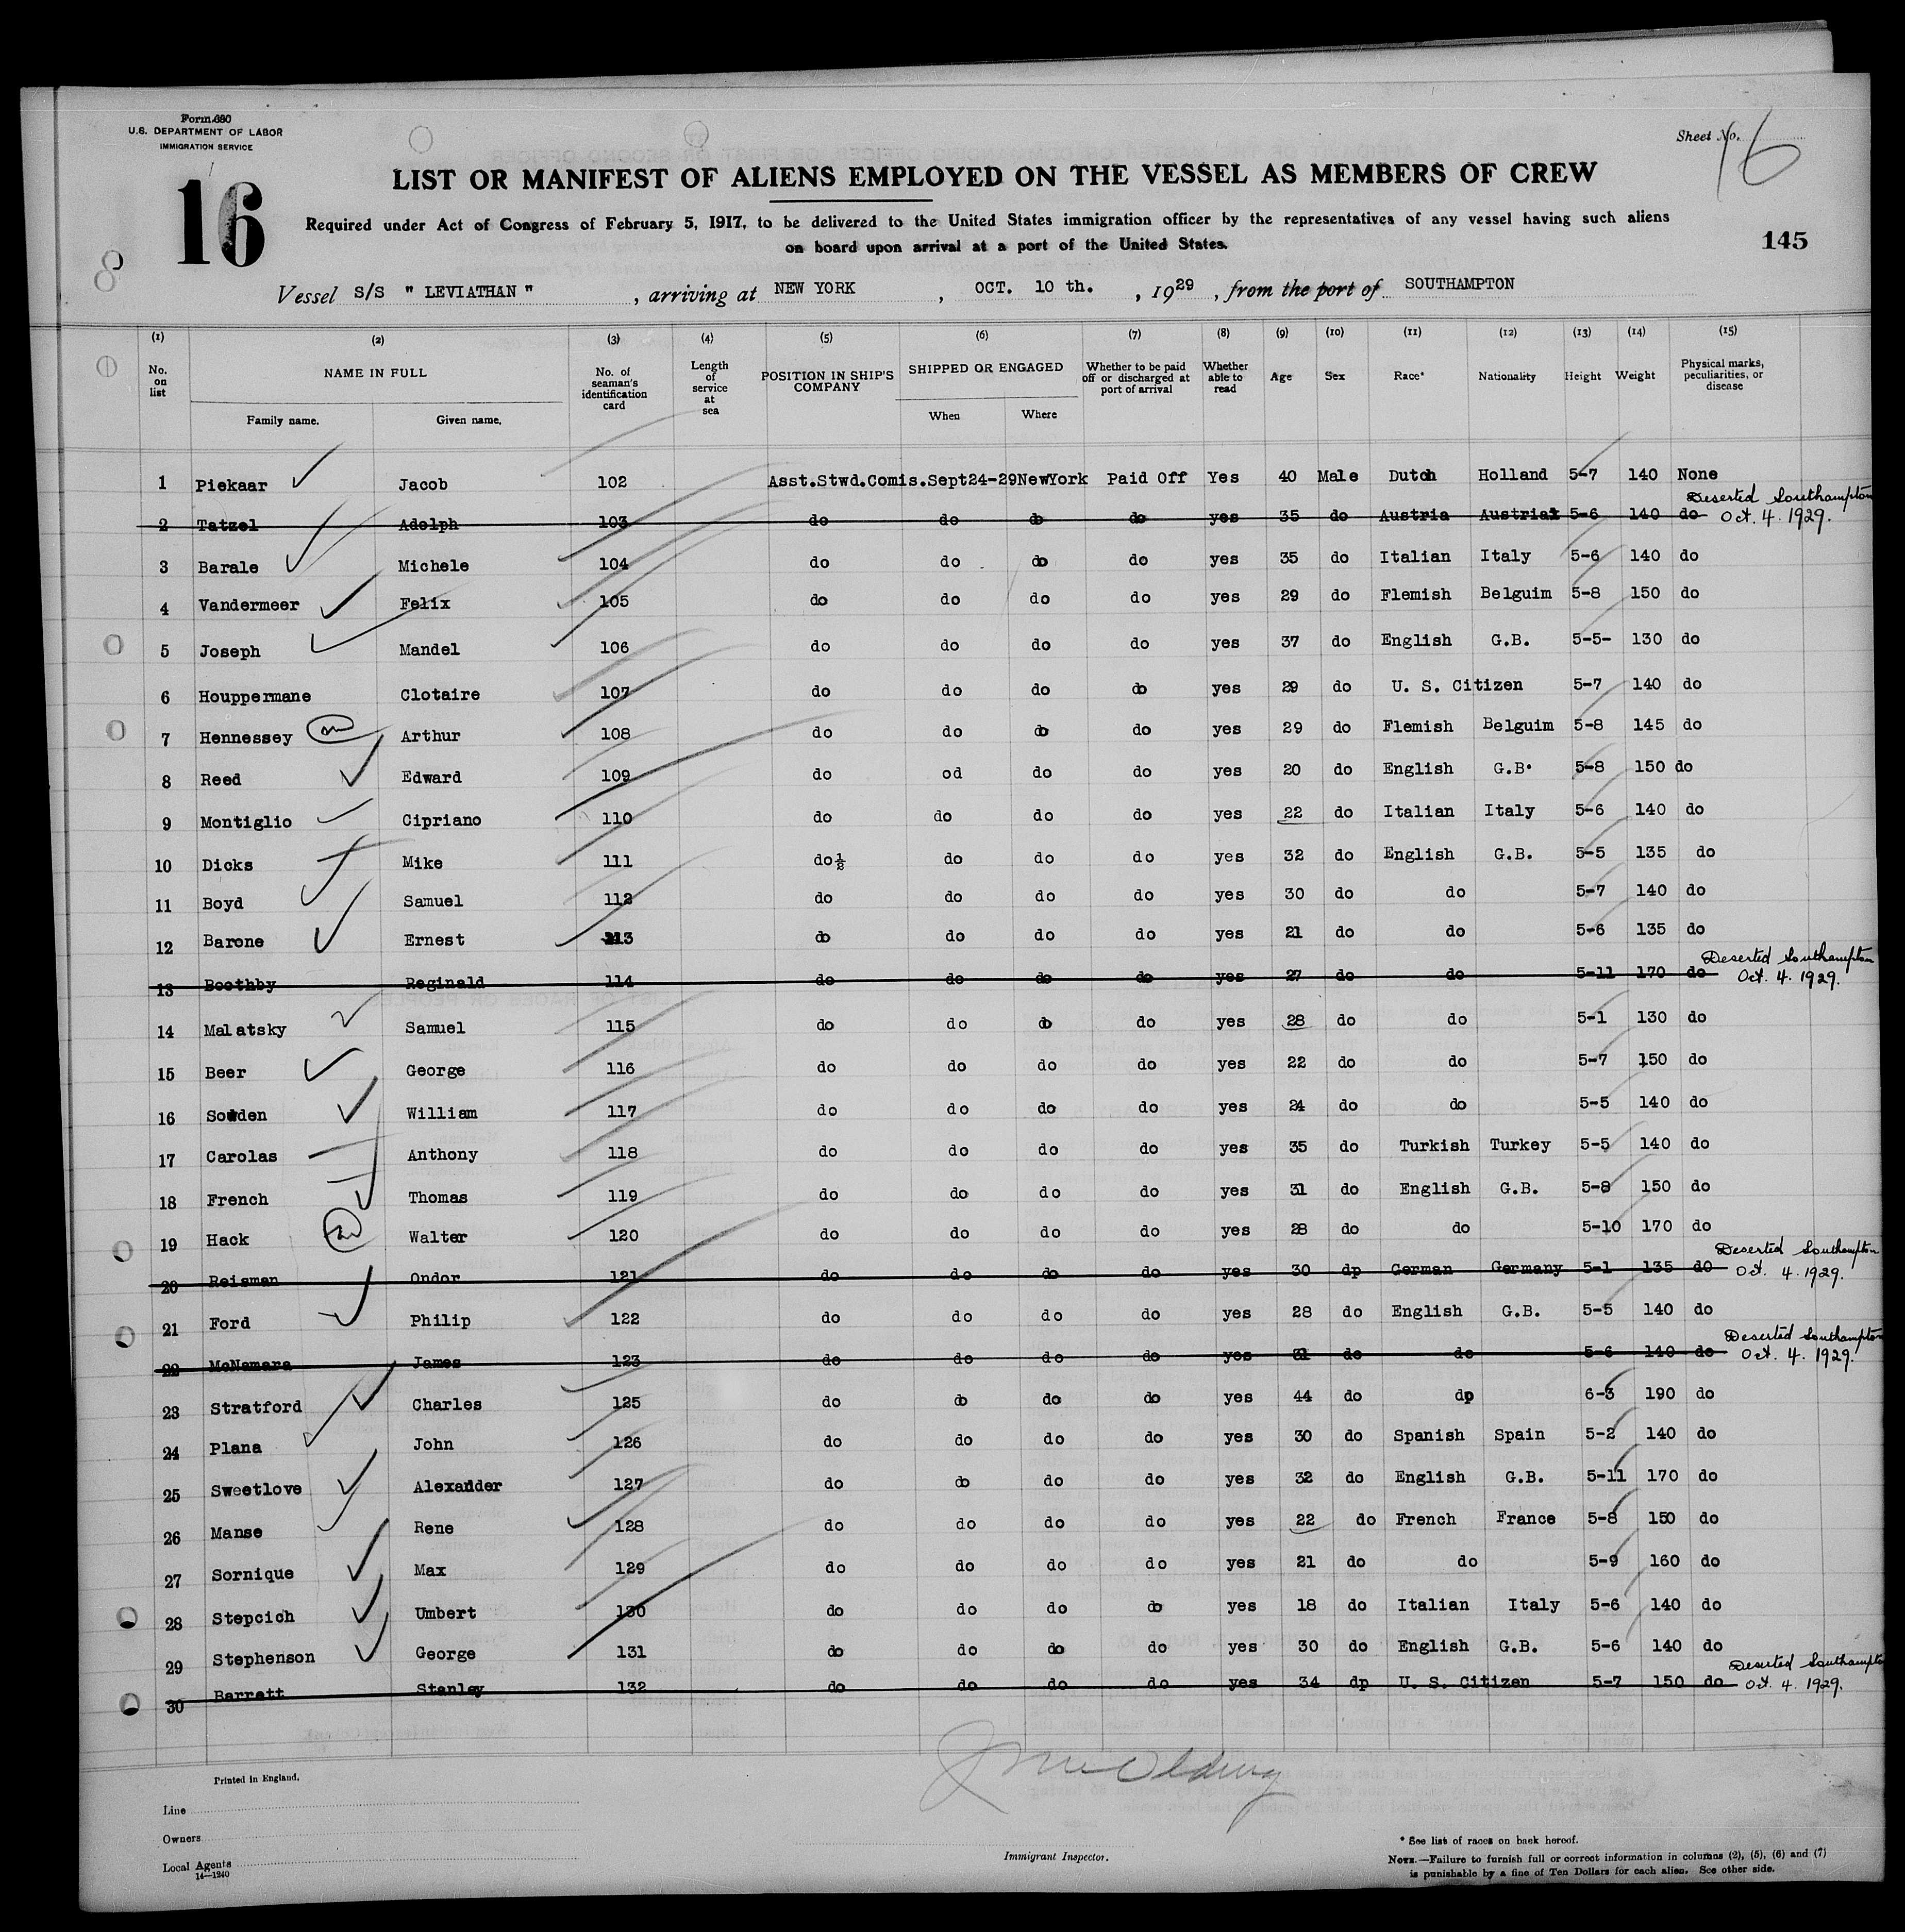 Form 680
U.S. DEPARTMENT OF LABOR
IMMIGRATION SERVICE
Sheet No. 16
16
LIST OR MANIFEST OF ALIENS EMPLOYED ON THE VESSEL AS MEMBERS OF CREW
Required under Act of Congress of February 5, 1917, to be delivered to the United States immigration officer by the representatives of any vessel having such aliens
on board upon arrival at a port of the United States.
145
Vessel S/S " LEVIATHAN " , arriving at NEW YORK , OCT. 10 th. , 1929 , from the port of SOUTHAMPTON
(1) (2) (3) (4) (5) (6) (7) (8) (9) (10) (11) (12) (13) (14) (15)
No. on list NAME IN FULL Family name. Given name. No. of seaman's identification card Length of service at sea POSITION IN SHIP'S COMPANY SHIPPED OR ENGAGED When Where Whether to be paid off or discharged at port of arrival Whether able to read Age Sex Race* Nationality Height Weight Physical marks, peculiarities, or disease
1 Piekaar Jacob 102 Asst.Stwd.Comis.Sept24-29NewYork Paid Off Yes 40 Male Dutch Holland 5-7 140 None
2 Tatzel Adolph 103 do do do do yes 35 do Austria Austria 5-6 140 do Deserted Southampton Oct. 4. 1929.
3 Barale Michele 104 do do do do yes 35 do Italian Italy 5-6 140 do
4 Vandermeer Felix 105 do do do do yes 29 do Flemish Belguim 5-8 150 do
5 Joseph Mandel 106 do do do do yes 37 do English G.B. 5-5- 130 do
6 Houppermane Clotaire 107 do do do do yes 29 do U. S. Citizen 5-7 140 do
7 Hennessey Arthur 108 do do do do yes 29 do Flemish Belguim 5-8 145 do
8 Reed Edward 109 do od do do yes 20 do English G.B. 5-8 150 do
9 Montiglio Cipriano 110 do do do do yes 22 do Italian Italy 5-6 140 do
10 Dicks Mike 111 do½ do do do yes 32 do English G.B. 5-5 135 do
11 Boyd Samuel 112 do do do do yes 30 do do 5-7 140 do
12 Barone Ernest 113 do do do do yes 21 do do 5-6 135 do
13 Boothby Reginald 114 do do do do yes 27 do do 5-11 170 do Deserted Southampton Oct. 4. 1929.
14 Malatsky Samuel 115 do do do do yes 28 do do 5-1 130 do
15 Beer George 116 do do do do yes 22 do do 5-7 150 do
16 Sowden William 117 do do do do yes 24 do do 5-5 140 do
17 Carolas Anthony 118 do do do do yes 35 do Turkish Turkey 5-5 140 do
18 French Thomas 119 do do do do yes 31 do English G.B. 5-8 150 do
19 Hack Walter 120 do do do do yes 28 do do 5-10 170 do
20 Reisman Ondor 121 do do do do yes 30 dp German Germany 5-1 135 do Deserted Southampton Oct. 4. 1929.
21 Ford Philip 122 do do do do yes 28 do English G.B. 5-5 140 do
22 McNamara James 123 do do do do yes 31 do do 5-6 140 do Deserted Southampton Oct. 4. 1929.
23 Stratford Charles 125 do do do do yes 44 do dp 6-3 190 do
24 Plana John 126 do do do do yes 30 do Spanish Spain 5-2 140 do
25 Sweetlove Alexander 127 do do do do yes 32 do English G.B. 5-11 170 do
26 Manse Rene 128 do do do do yes 22 do French France 5-8 150 do
27 Sornique Max 129 do do do do yes 21 do do 5-9 160 do
28 Stepcich Umbert 130 do do do do yes 18 do Italian Italy 5-6 140 do
29 Stephenson George 131 do do do do yes 30 do English G.B. 5-6 140 do
30 Barrett Stanley 132 do do do do yes 34 dp U. S. Citizen 5-7 150 do Deserted Southampton Oct. 4. 1929.
Printed in England.
Line
Owners
Local Agents
14—1240
Immigrant Inspector.
* See list of races on back hereof.
NOTE.—Failure to furnish full or correct information in columns (2), (5), (6) and (7)
is punishable by a fine of Ten Dollars for each alien. See other side.